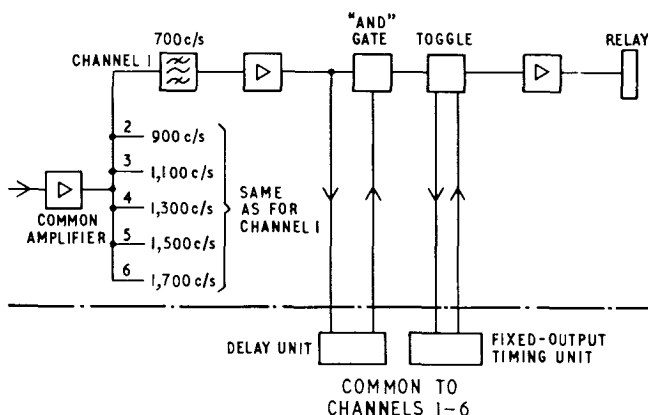 700 c/s
CHANNEL 1
"AND"
GATE
TOGGLE
RELAY
2
900 c/s
3
1,100 c/s
4
1,300 c/s
5
1,500 c/s
6
1,700 c/s
SAME
AS FOR
CHANNEL 1
COMMON
AMPLIFIER
DELAY UNIT
FIXED-OUTPUT
TIMING UNIT
COMMON TO
CHANNELS 1-6